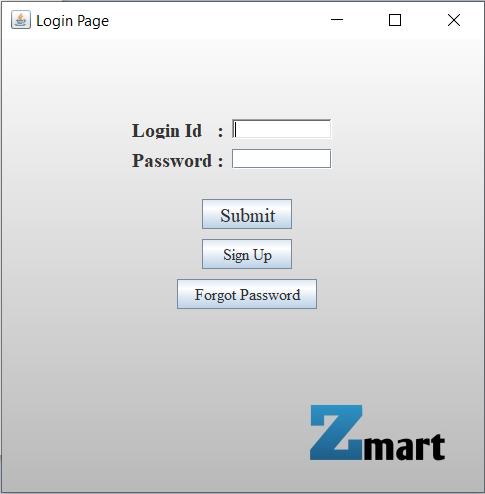 Login Page
Login Id :
Password :
Submit
Sign Up
Forgot Password
Zmart